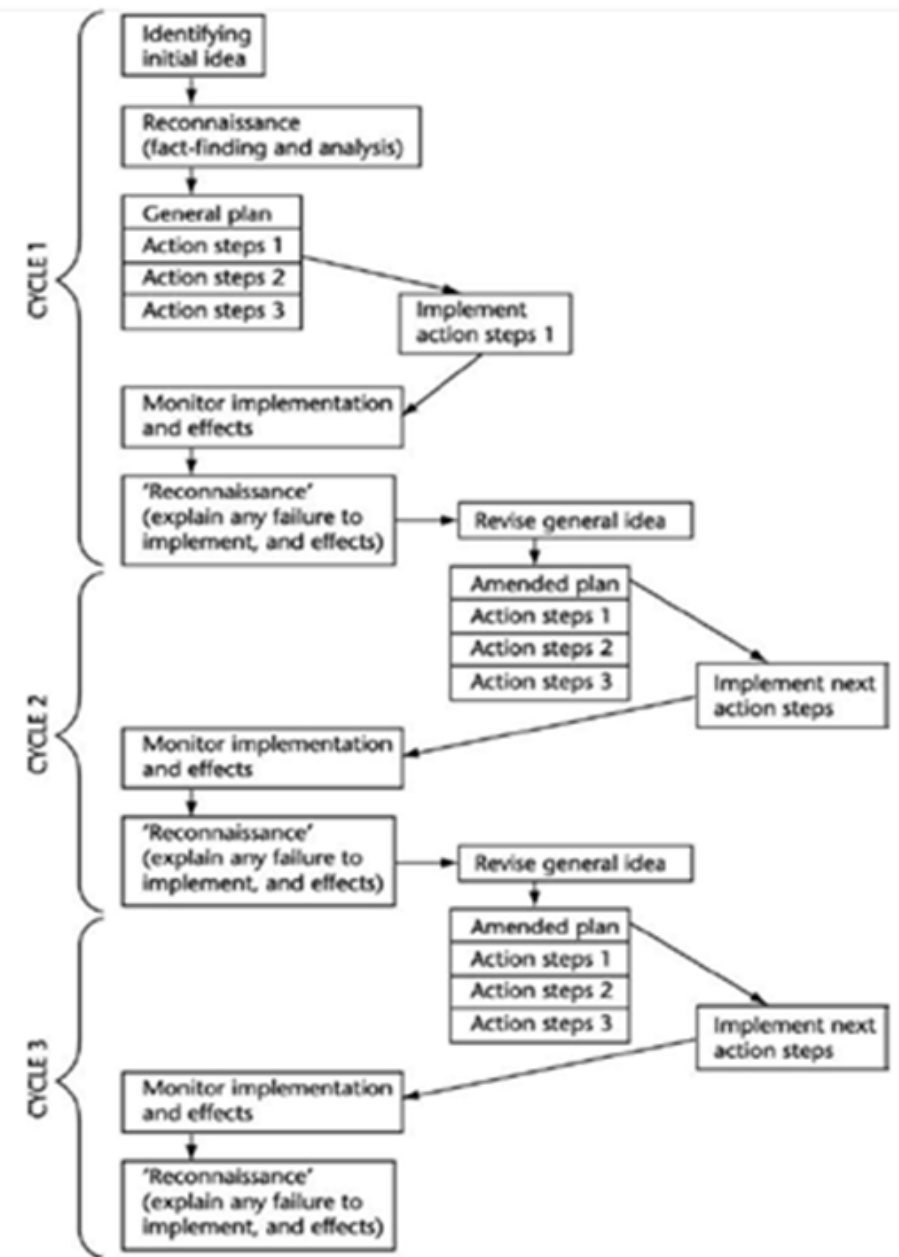 CYCLE 1
Identifying
initial idea
Reconnaissance
(fact-finding and analysis)
General plan
Action steps 1
Action steps 2
Action steps 3
Implement
action steps 1
Monitor implementation
and effects
'Reconnaissance'
(explain any failure to
implement, and effects)
Revise general idea
CYCLE 2
Amended plan
Action steps 1
Action steps 2
Action steps 3
Implement next
action steps
Monitor implementation
and effects
'Reconnaissance'
(explain any failure to
implement, and effects)
Revise general idea
CYCLE 3
Amended plan
Action steps 1
Action steps 2
Action steps 3
Implement next
action steps
Monitor implementation
and effects
'Reconnaissance'
(explain any failure to
implement, and effects)